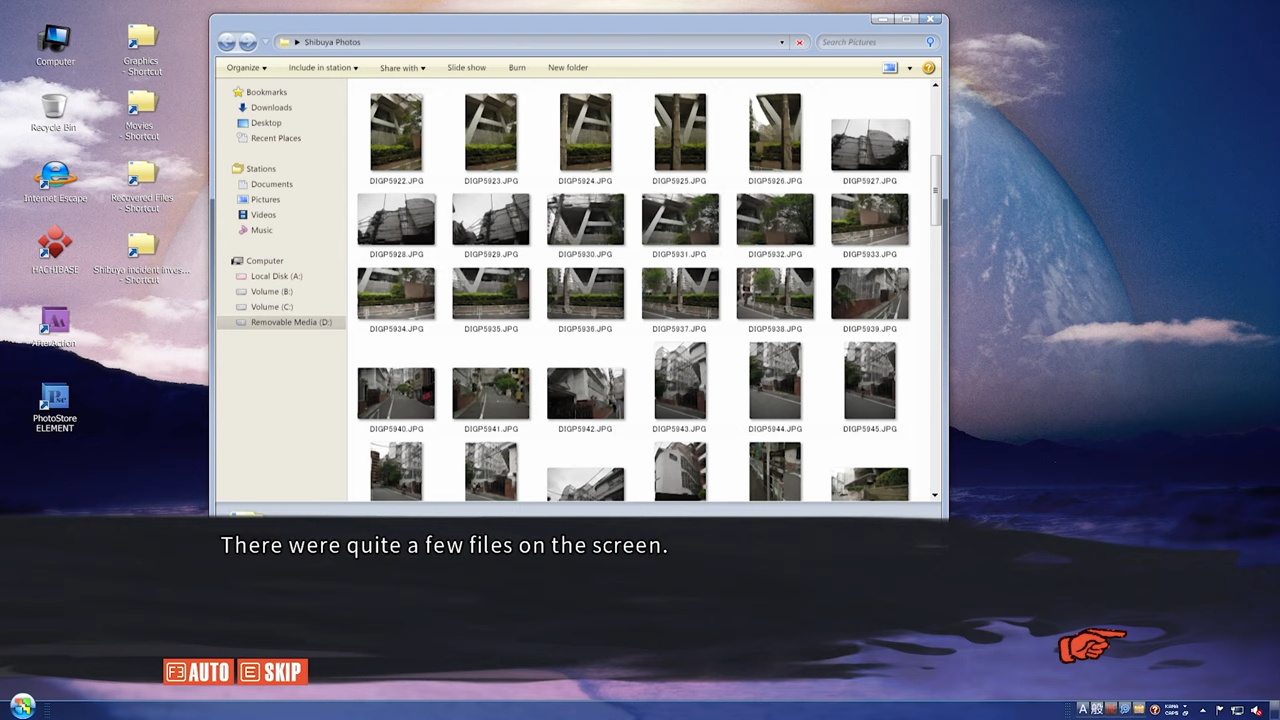 Computer
Graphics
- Shortcut
Recycle Bin
Movies
- Shortcut
Internet Escape
Recovered Files
- Shortcut
HACHIBASE
Shibuya incident inves...
- Shortcut
AfterAction
PhotoStore
ELEMENT
Shibuya Photos
Search Pictures
Organize
Include in station
Share with
Slide show
Burn
New folder
Bookmarks
Downloads
Desktop
Recent Places
Stations
Documents
Pictures
Videos
Music
Computer
Local Disk (A:)
Volume (B:)
Volume (C:)
Removable Media (D:)
DIGP5922.JPG
DIGP5923.JPG
DIGP5924.JPG
DIGP5925.JPG
DIGP5926.JPG
DIGP5927.JPG
DIGP5928.JPG
DIGP5929.JPG
DIGP5930.JPG
DIGP5931.JPG
DIGP5932.JPG
DIGP5933.JPG
DIGP5934.JPG
DIGP5935.JPG
DIGP5936.JPG
DIGP5937.JPG
DIGP5938.JPG
DIGP5939.JPG
DIGP5940.JPG
DIGP5941.JPG
DIGP5942.JPG
DIGP5943.JPG
DIGP5944.JPG
DIGP5945.JPG
There were quite a few files on the screen.
F3 AUTO E SKIP
A 般
KANA
CAPS